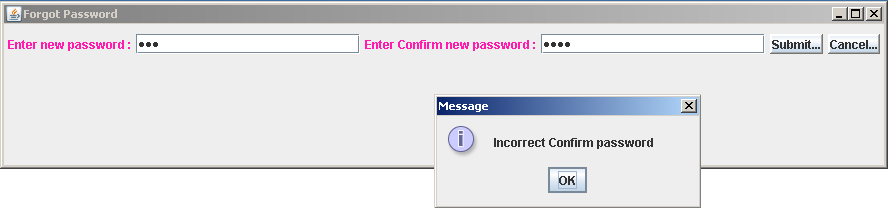 Forgot Password
Enter new password : ●●● Enter Confirm new password : ●●●● Submit... Cancel...
Message
Incorrect Confirm password
OK